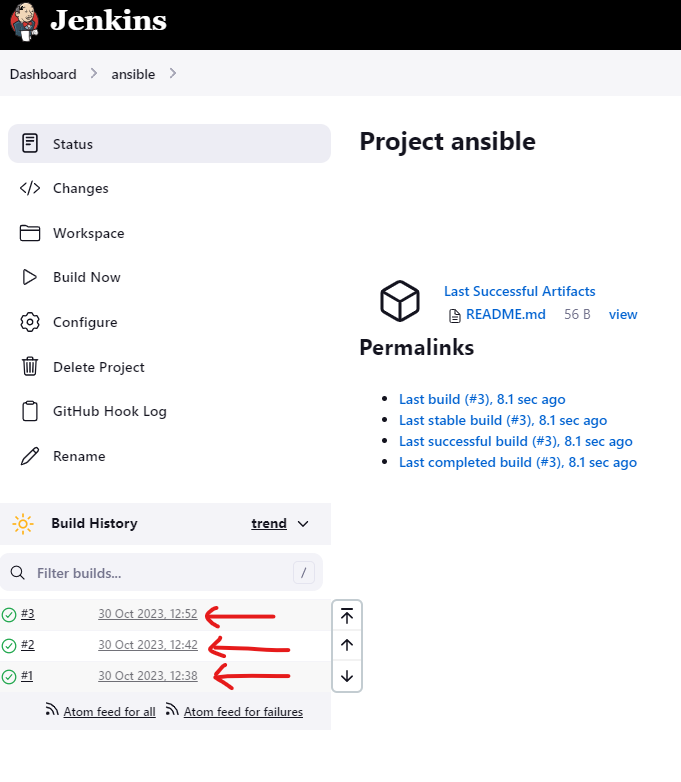 Jenkins
Dashboard > ansible >
Status
Changes
Workspace
Build Now
Configure
Delete Project
GitHub Hook Log
Rename
Project ansible
Last Successful Artifacts
README.md 56 B view
Permalinks
• Last build (#3), 8.1 sec ago
• Last stable build (#3), 8.1 sec ago
• Last successful build (#3), 8.1 sec ago
• Last completed build (#3), 8.1 sec ago
Build History trend
Filter builds... /
#3 30 Oct 2023, 12:52
#2 30 Oct 2023, 12:42
#1 30 Oct 2023, 12:38
Atom feed for all Atom feed for failures